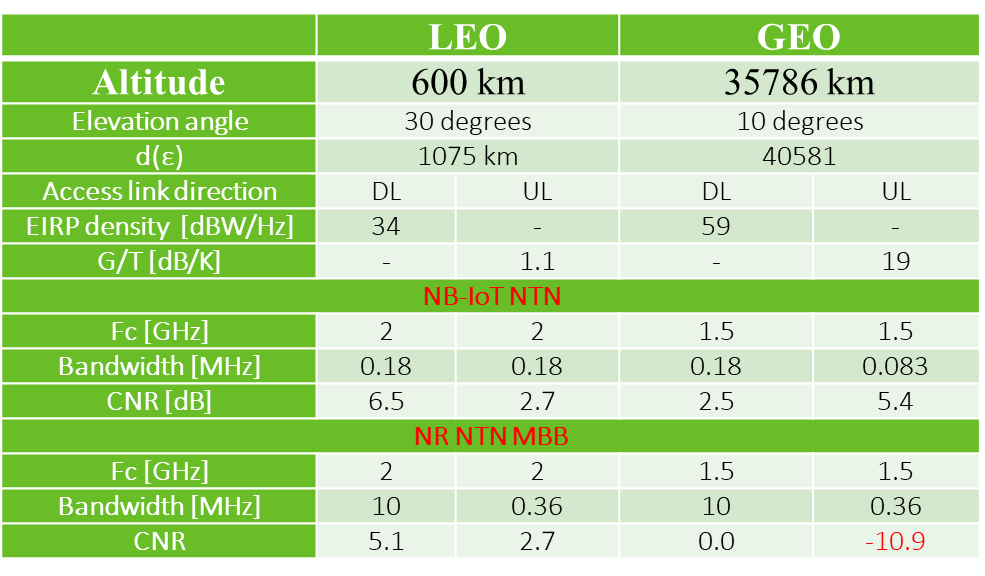 LEO GEO
Altitude 600 km 35786 km
Elevation angle 30 degrees 10 degrees
d(ε) 1075 km 40581
Access link direction DL UL DL UL
EIRP density [dBW/Hz] 34 - 59 -
G/T [dB/K] - 1.1 - 19
NB-IoT NTN
Fc [GHz] 2 2 1.5 1.5
Bandwidth [MHz] 0.18 0.18 0.18 0.083
CNR [dB] 6.5 2.7 2.5 5.4
NR NTN MBB
Fc [GHz] 2 2 1.5 1.5
Bandwidth [MHz] 10 0.36 10 0.36
CNR 5.1 2.7 0.0 -10.9